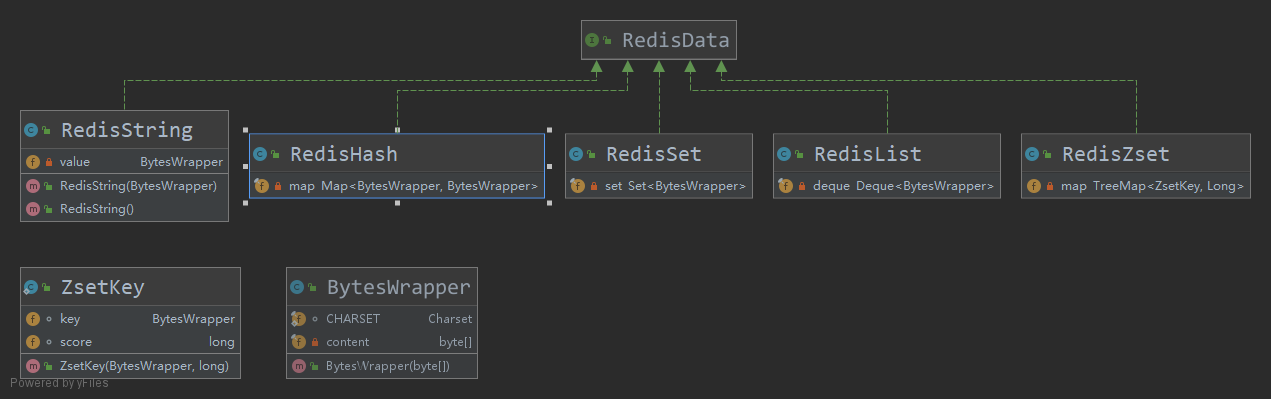 RedisData
RedisString
value BytesWrapper
RedisString(BytesWrapper)
RedisString()
RedisHash
map Map<BytesWrapper, BytesWrapper>
RedisSet
set Set<BytesWrapper>
RedisList
deque Deque<BytesWrapper>
RedisZset
map TreeMap<ZsetKey, Long>
ZsetKey
key BytesWrapper
score long
ZsetKey(BytesWrapper, long)
BytesWrapper
CHARSET Charset
content byte[]
BytesWrapper(byte[])
Powered by yFiles